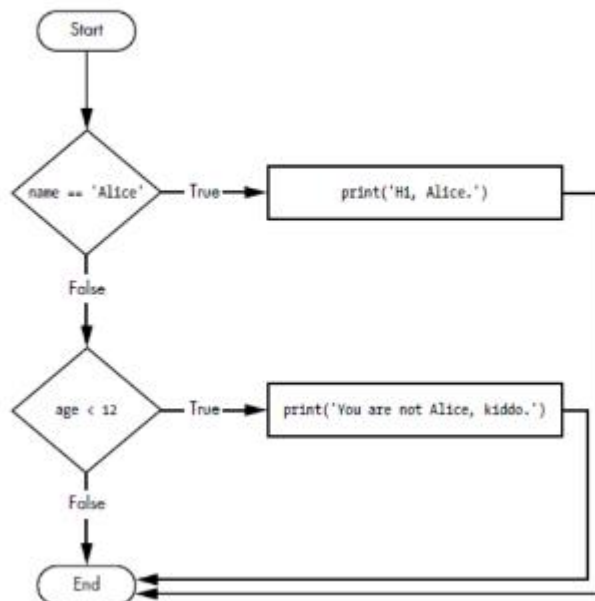 Start
name == 'Alice'
True
print('Hi, Alice.')
False
age < 12
True
print('You are not Alice, kiddo.')
False
End